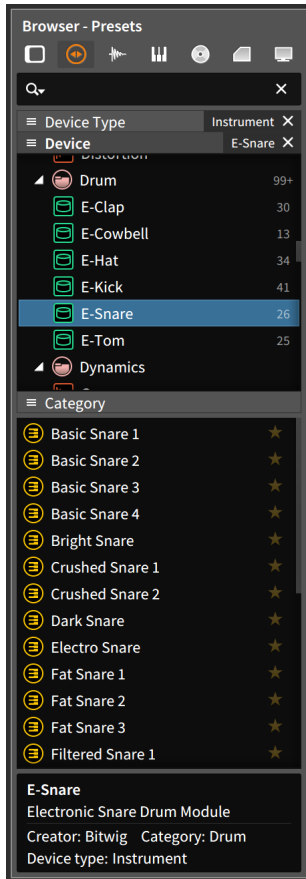 Browser - Presets
Device Type Instrument
Device E-Snare
Distortion
Drum 99+
E-Clap 30
E-Cowbell 13
E-Hat 34
E-Kick 41
E-Snare 26
E-Tom 25
Dynamics
Category
Basic Snare 1
Basic Snare 2
Basic Snare 3
Basic Snare 4
Bright Snare
Crushed Snare 1
Crushed Snare 2
Dark Snare
Electro Snare
Fat Snare 1
Fat Snare 2
Fat Snare 3
Filtered Snare 1
E-Snare
Electronic Snare Drum Module
Creator: Bitwig Category: Drum
Device type: Instrument